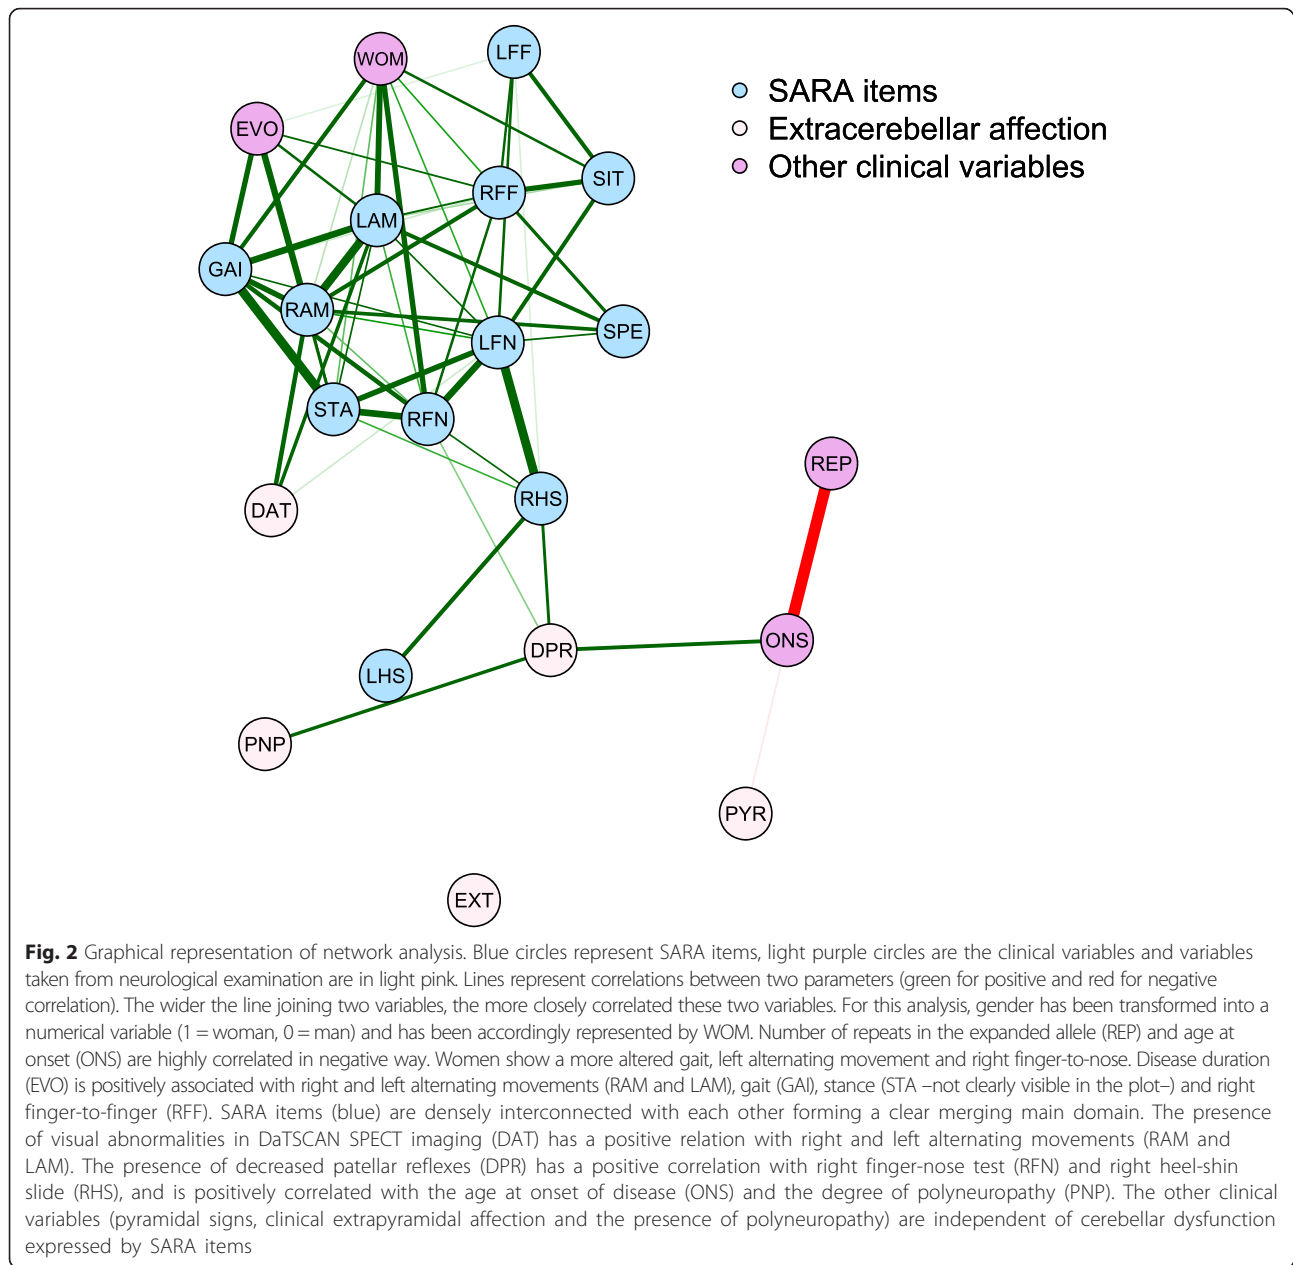 WOM
LFF
SARA items
EVO
Extracerebellar affection
Other clinical variables
SIT
RFF
LAM
GAI
RAM
SPE
LFN
STA
RFN
REP
RHS
DAT
ONS
DPR
LHS
PNP
PYR
EXT
Fig. 2 Graphical representation of network analysis. Blue circles represent SARA items, light purple circles are the clinical variables and variables
taken from neurological examination are in light pink. Lines represent correlations between two parameters (green for positive and red for negative
correlation). The wider the line joining two variables, the more closely correlated these two variables. For this analysis, gender has been transformed into a
numerical variable (1 = woman, 0 = man) and has been accordingly represented by WOM. Number of repeats in the expanded allele (REP) and age at
onset (ONS) are highly correlated in negative way. Women show a more altered gait, left alternating movement and right finger-to-nose. Disease duration
(EVO) is positively associated with right and left alternating movements (RAM and LAM), gait (GAI), stance (STA –not clearly visible in the plot–) and right
finger-to-finger (RFF). SARA items (blue) are densely interconnected with each other forming a clear merging main domain. The presence
of visual abnormalities in DaTSCAN SPECT imaging (DAT) has a positive relation with right and left alternating movements (RAM and
LAM). The presence of decreased patellar reflexes (DPR) has a positive correlation with right finger-nose test (RFN) and right heel-shin
slide (RHS), and is positively correlated with the age at onset of disease (ONS) and the degree of polyneuropathy (PNP). The other clinical
variables (pyramidal signs, clinical extrapyramidal affection and the presence of polyneuropathy) are independent of cerebellar dysfunction
expressed by SARA items